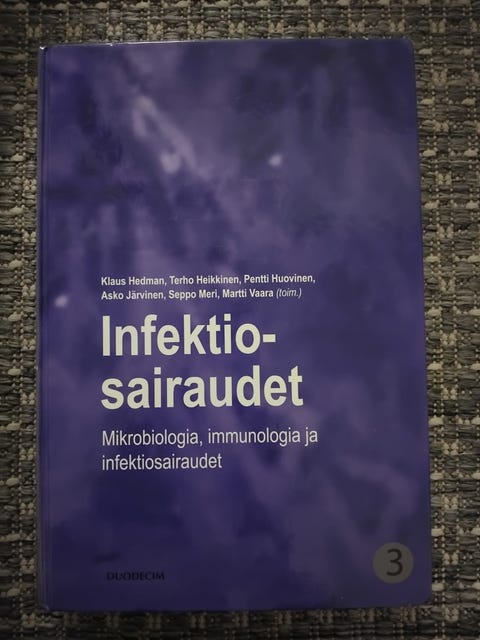 Klaus Hedman, Terho Heikkinen, Pentti Huovinen,
Asko Järvinen, Seppo Meri, Martti Vaara (toim.)
Infektio-
sairaudet
Mikrobiologia, immunologia ja
infektiosairaudet
DUODECIM
3